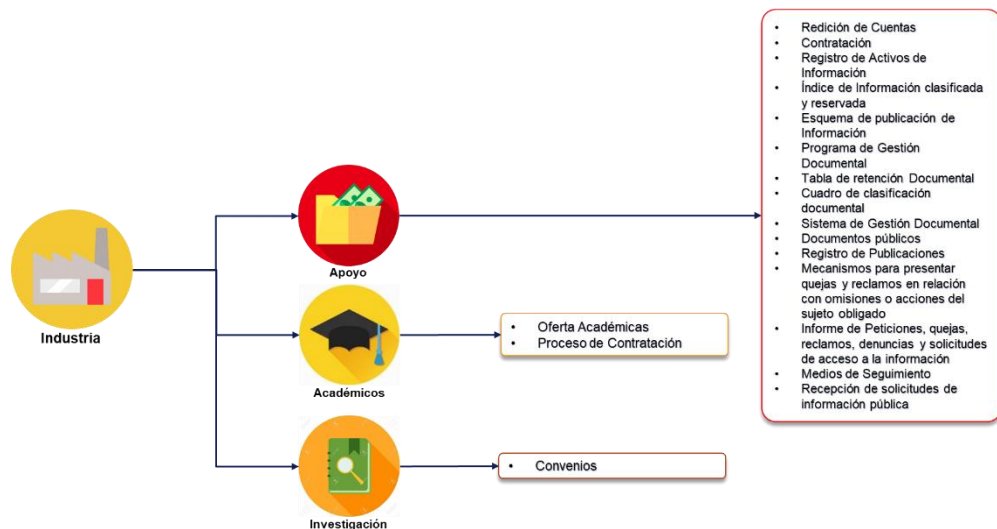 Industria
Apoyo
• Redición de Cuentas
• Contratación
• Registro de Activos de
Información
• Índice de Información clasificada
y reservada
• Esquema de publicación de
Información
• Programa de Gestión
Documental
• Tabla de retención Documental
• Cuadro de clasificación
documental
• Sistema de Gestión Documental
• Documentos públicos
• Registro de Publicaciones
• Mecanismos para presentar
quejas y reclamos en relación
con omisiones o acciones del
sujeto obligado
• Informe de Peticiones, quejas,
reclamos, denuncias y solicitudes
de acceso a la información
• Medios de Seguimiento
• Recepción de solicitudes de
información pública
Académicos
• Oferta Académicas
• Proceso de Contratación
Investigación
• Convenios